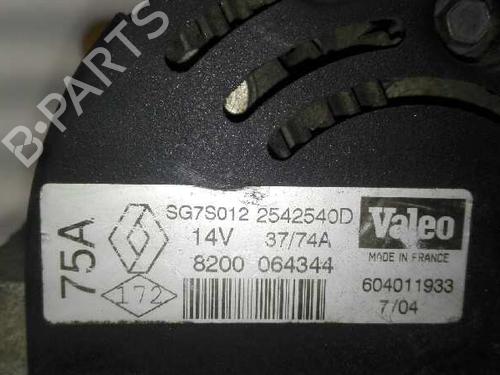 B-PARTS
75A
172
SG7S012 2542540D
14V 37/74A
8200 064344
Valeo
MADE IN FRANCE
604011933
7/04